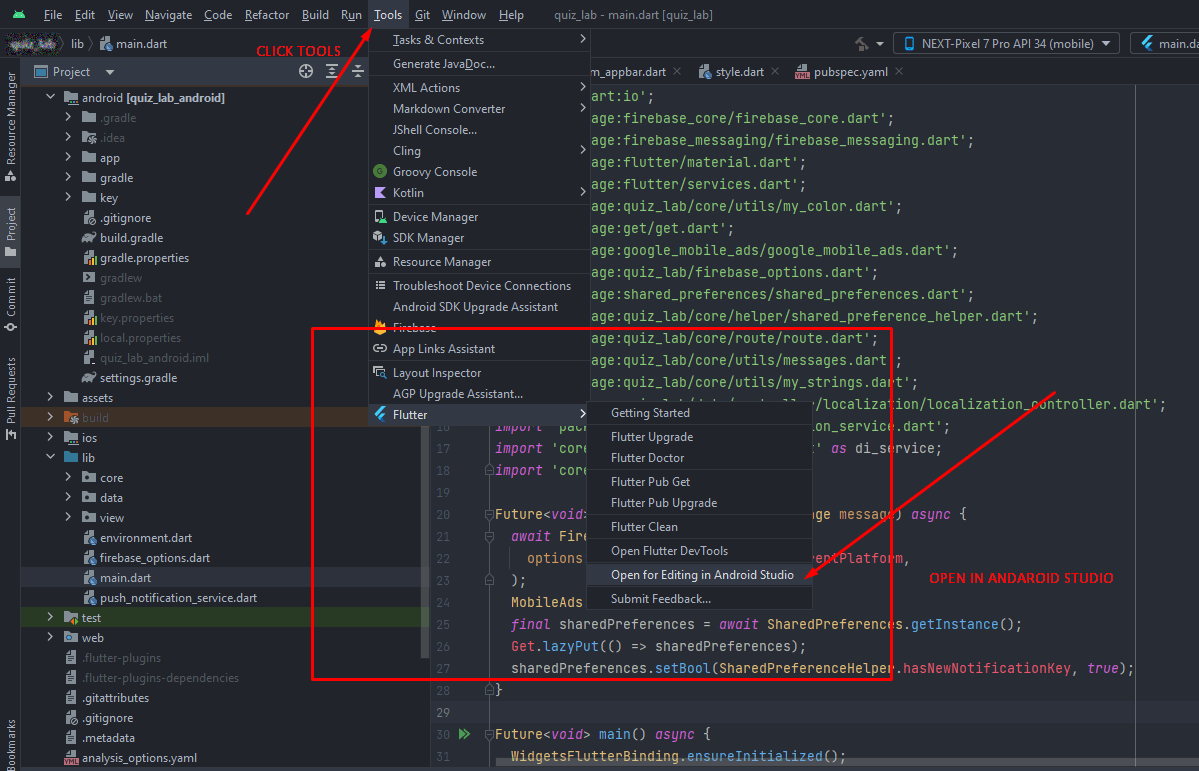 File Edit View Navigate Code Refactor Build Run Tools Git Window Help quiz_lab - main.dart [quiz_lab]
lib main.dart
NEXT-Pixel 7 Pro API 34 (mobile)
main.da
CLICK TOOLS
Project
m_appbar.dart
style.dart
pubspec.yaml
Resource Manager
Project
Commit
Pull Requests
Bookmarks
android [quiz_lab_android]
.gradle
.idea
app
gradle
key
.gitignore
build.gradle
gradle.properties
gradlew
gradlew.bat
key.properties
local.properties
quiz_lab_android.iml
settings.gradle
assets
build
ios
lib
core
data
view
environment.dart
firebase_options.dart
main.dart
push_notification_service.dart
test
web
.flutter-plugins
.flutter-plugins-dependencies
.gitattributes
.gitignore
.metadata
analysis_options.yaml
Tasks & Contexts
Generate JavaDoc...
XML Actions
Markdown Converter
JShell Console...
Cling
Groovy Console
Kotlin
Device Manager
SDK Manager
Resource Manager
Troubleshoot Device Connections
Android SDK Upgrade Assistant
Firebase
App Links Assistant
Layout Inspector
AGP Upgrade Assistant...
Flutter
Getting Started
Flutter Upgrade
Flutter Doctor
Flutter Pub Get
Flutter Pub Upgrade
Flutter Clean
Open Flutter DevTools
Open for Editing in Android Studio
Submit Feedback...
OPEN IN ANDAROID STUDIO
art:io';
age:firebase_core/firebase_core.dart';
age:firebase_messaging/firebase_messaging.dart';
age:flutter/material.dart';
age:flutter/services.dart';
age:quiz_lab/core/utils/my_color.dart';
age:get/get.dart';
age:google_mobile_ads/google_mobile_ads.dart';
age:quiz_lab/firebase_options.dart';
age:shared_preferences/shared_preferences.dart';
age:quiz_lab/core/helper/shared_preference_helper.dart';
age:quiz_lab/core/route/route.dart';
age:quiz_lab/core/utils/messages.dart';
age:quiz_lab/core/utils/my_strings.dart';
/localization/localization_controller.dart';
16 import 'pack on_service.dart';
17 import 'core t' as di_service;
18 import 'core
19
20 Future<void> ge message) async {
21 await Fire
22 options rentPlatform,
23 );
24 MobileAds
25 final sharedPreferences = await SharedPreferences.getInstance();
26 Get.lazyPut(() => sharedPreferences);
27 sharedPreferences.setBool(SharedPreferenceHelper.hasNewNotificationKey, true);
28 }
29
30 Future<void> main() async {
31 WidgetsFlutterBinding.ensureInitialized();